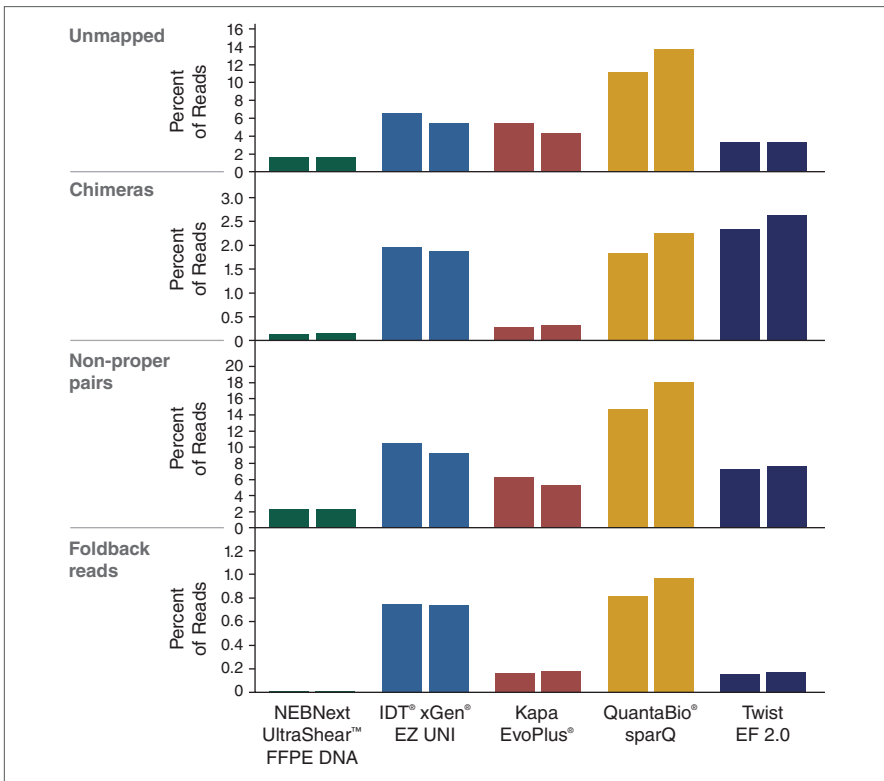 Unmapped
Percent
of Reads
16
14
12
10
8
6
4
2
0
Chimeras
Percent
of Reads
3.0
2.5
2.0
1.5
1.0
0.5
0
Non-proper
pairs
Percent
of Reads
20
18
16
14
12
10
8
6
4
2
0
Foldback
reads
Percent
of Reads
1.2
1.0
0.8
0.6
0.4
0.2
0
NEBNext
UltraShear™
FFPE DNA
IDT® xGen®
EZ UNI
Kapa
EvoPlus®
QuantaBio®
sparQ
Twist
EF 2.0